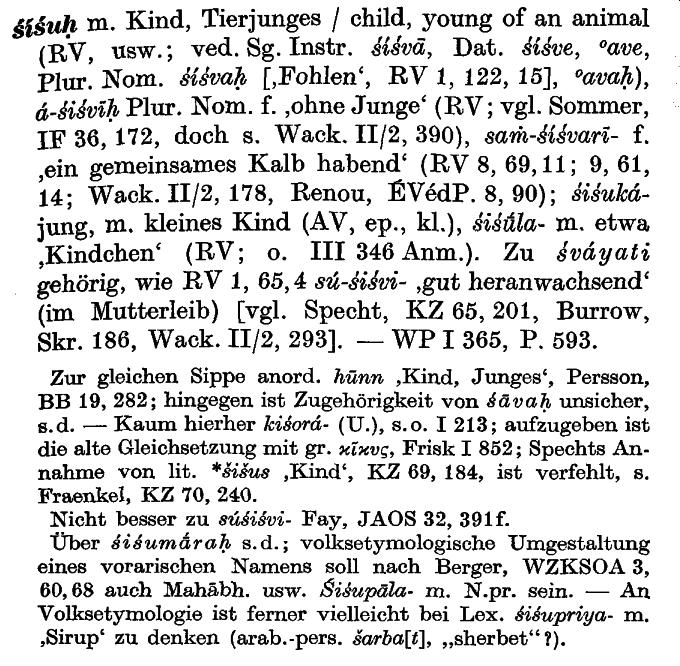 śíśuḥ m. Kind, Tierjunges / child, young of an animal
(RV, usw.; ved. Sg. Instr. śíśvā, Dat. śíśve, °ave,
Plur. Nom. śíśvaḥ [‚Fohlen‘, RV 1, 122, 15], °avaḥ),
á-śiśvīḥ Plur. Nom. f. ‚ohne Junge‘ (RV; vgl. Sommer,
IF 36, 172, doch s. Wack. II/2, 390), saṁ-śíśvarī- f.
‚ein gemeinsames Kalb habend‘ (RV 8, 69, 11; 9, 61,
14; Wack. II/2, 178, Renou, ÉVédP. 8, 90); śiśuká-
jung, m. kleines Kind (AV, ep., kl.), śiśū́la- m. etwa
‚Kindchen‘ (RV; o. III 346 Anm.). Zu śváyati
gehörig, wie RV 1, 65, 4 sú-śiśvi- ‚gut heranwachsend‘
(im Mutterleib) [vgl. Specht, KZ 65, 201, Burrow,
Skr. 186, Wack. II/2, 293]. — WP I 365, P. 593.
Zur gleichen Sippe anord. hūnn ‚Kind, Junges‘, Persson,
BB 19, 282; hingegen ist Zugehörigkeit von śāvaḥ unsicher,
s.d. — Kaum hierher kiśorá- (U.), s. o. I 213; aufzugeben ist
die alte Gleichsetzung mit gr. κῖκυς, Frisk I 852; Spechts An-
nahme von lit. *šišus ‚Kind‘, KZ 69, 184, ist verfehlt, s.
Fraenkel, KZ 70, 240.
Nicht besser zu súśiśvi- Fay, JAOS 32, 391f.
Über śiśumā́raḥ s.d.; volksetymologische Umgestaltung
eines vorarischen Namens soll nach Berger, WZKSOA 3,
60, 68 auch Mahābh. usw. Śiśupāla- m. N.pr. sein. — An
Volksetymologie ist ferner vielleicht bei Lex. śiśupriya- m.
‚Sirup‘ zu denken (arab.-pers. šarba[t], „sherbet“?).